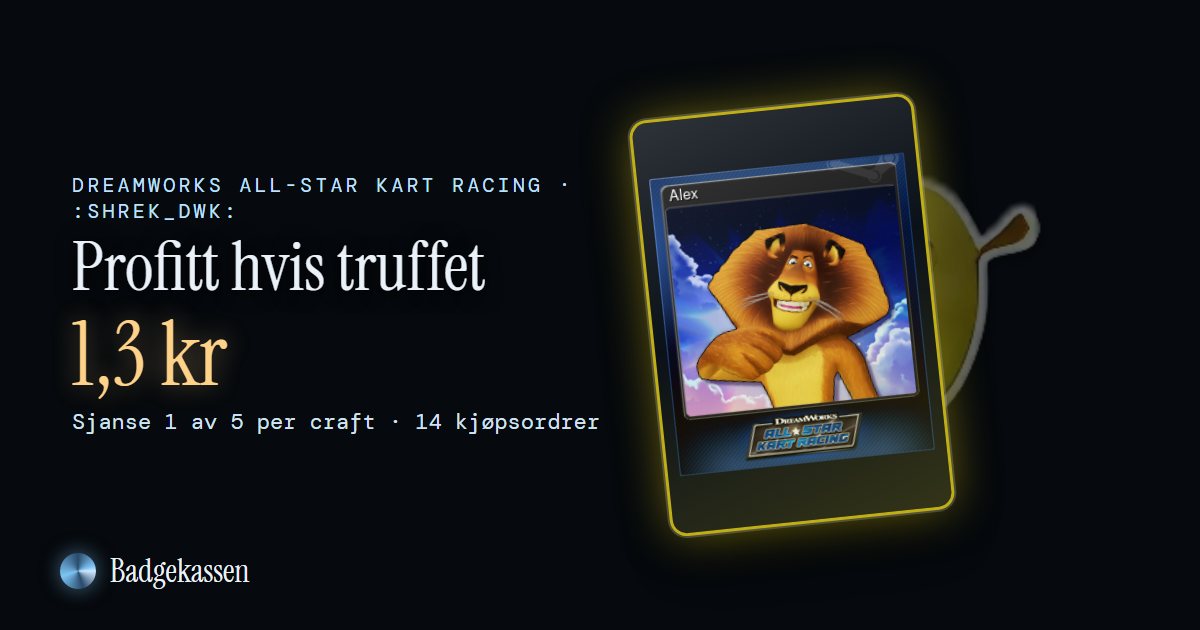 DREAMWORKS ALL-STAR KART RACING ·
:SHREK_DWK:
Profitt hvis truffet
1,3 kr
Sjanse 1 av 5 per craft · 14 kjøpsordrer
Alex
DREAMWORKS
ALL★STAR
KART RACING
Badgekassen